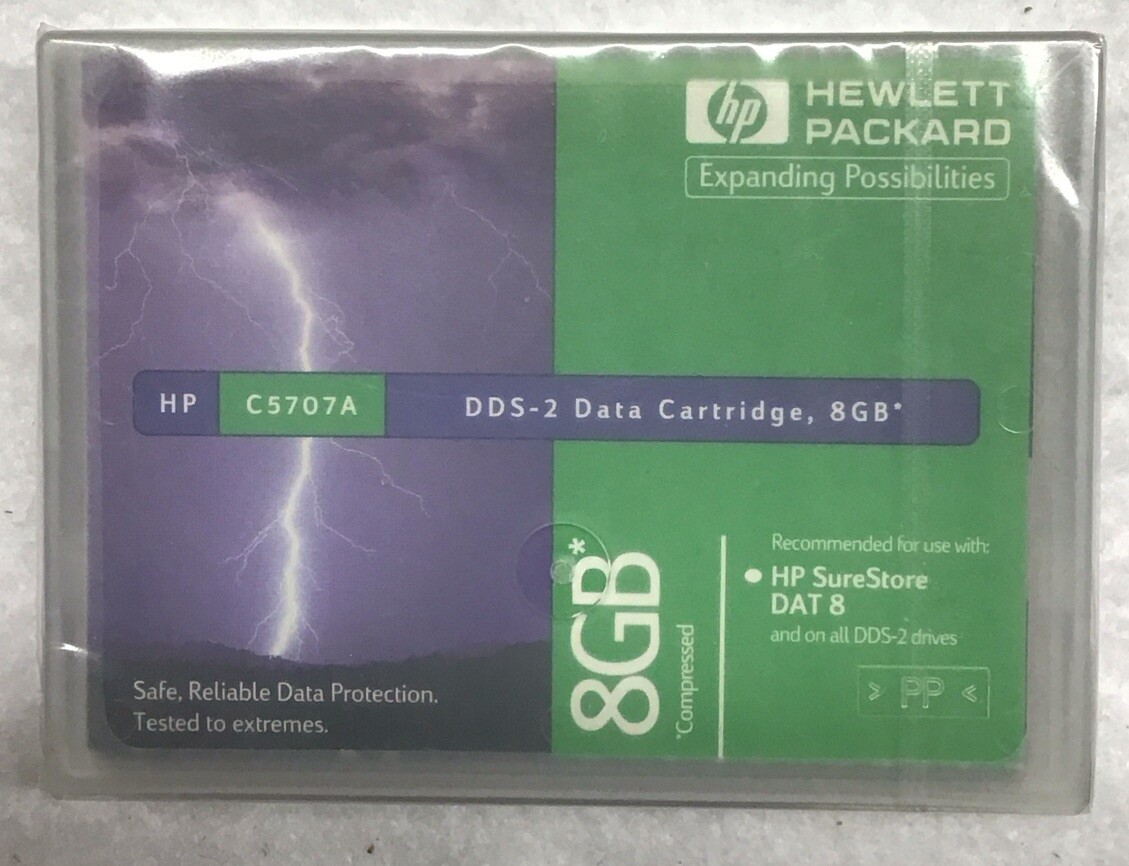 hp HEWLETT
PACKARD
Expanding Possibilities
HP C5707A DDS-2 Data Cartridge, 8GB*
8GB*
*Compressed
Recommended for use with:
● HP SureStore
DAT 8
and on all DDS-2 drives
> PP <
Safe, Reliable Data Protection.
Tested to extremes.